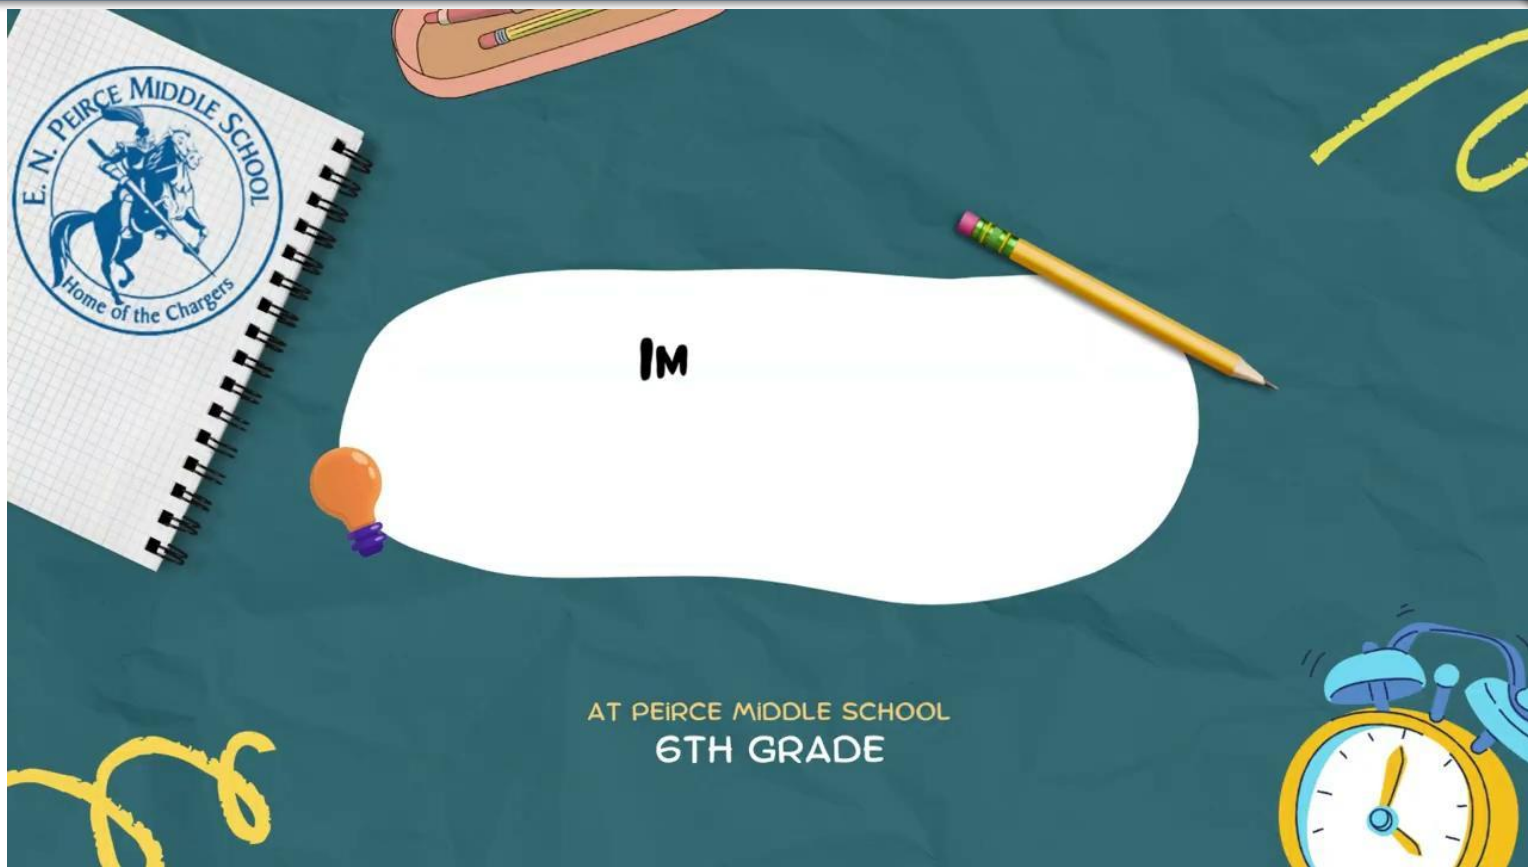 E. N. PEIRCE MIDDLE SCHOOL
Home of the Chargers
IM
AT PEIRCE MIDDLE SCHOOL
6TH GRADE